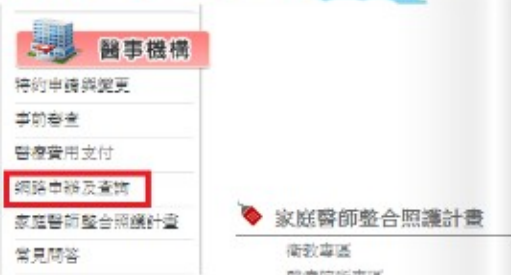 醫事機構
特約申請與變更
事前審查
醫療費用支付
網路申辦及查詢
家庭醫師整合照護計畫
常見問答
家庭醫師整合照護計畫
衛教專區